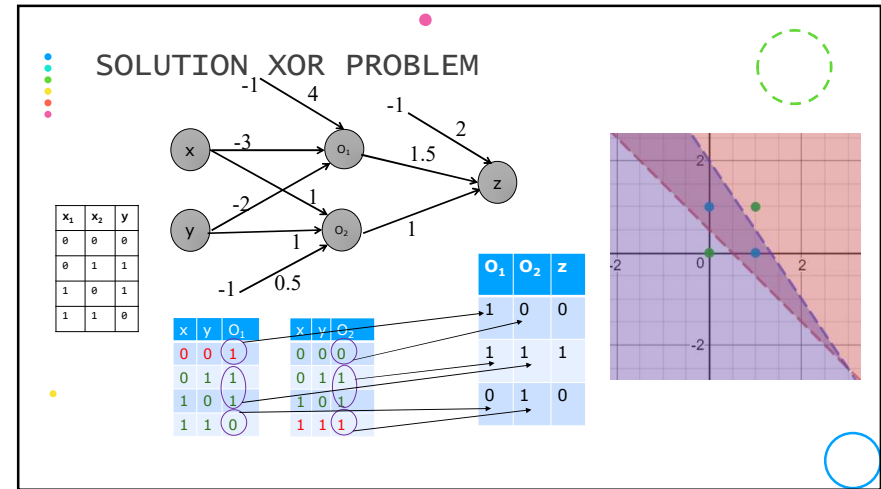 SOLUTION XOR PROBLEM
-1
4
-1
2
x
-3
O₁
1.5
z
1
-2
y
1
O₂
1
-1
0.5
x₁ x₂ y
0 0 0
0 1 1
1 0 1
1 1 0
x y O₁
0 0 1
0 1 1
1 0 1
1 1 0
x y O₂
0 0 0
0 1 1
1 0 1
1 1 1
O₁ O₂ z
1 0 0
1 1 1
0 1 0
2
-2 0 2
-2